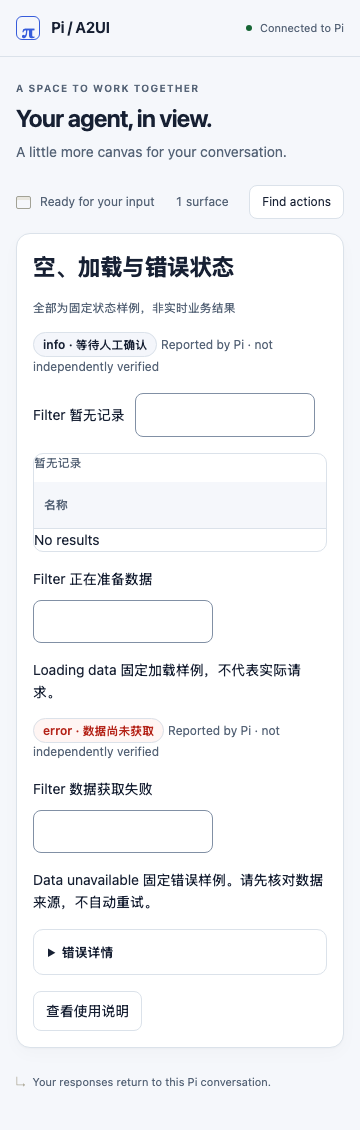 π Pi / A2UI
Connected to Pi
A SPACE TO WORK TOGETHER
Your agent, in view.
A little more canvas for your conversation.
Ready for your input
1 surface
Find actions
空、加载与错误状态
全部为固定状态样例，非实时业务结果
info · 等待人工确认 Reported by Pi · not
independently verified
Filter 暂无记录
暂无记录
名称
No results
Filter 正在准备数据
Loading data 固定加载样例，不代表实际请
求。
error · 数据尚未获取 Reported by Pi · not
independently verified
Filter 数据获取失败
Data unavailable 固定错误样例。请先核对数据
来源，不自动重试。
▶ 错误详情
查看使用说明
Your responses return to this Pi conversation.